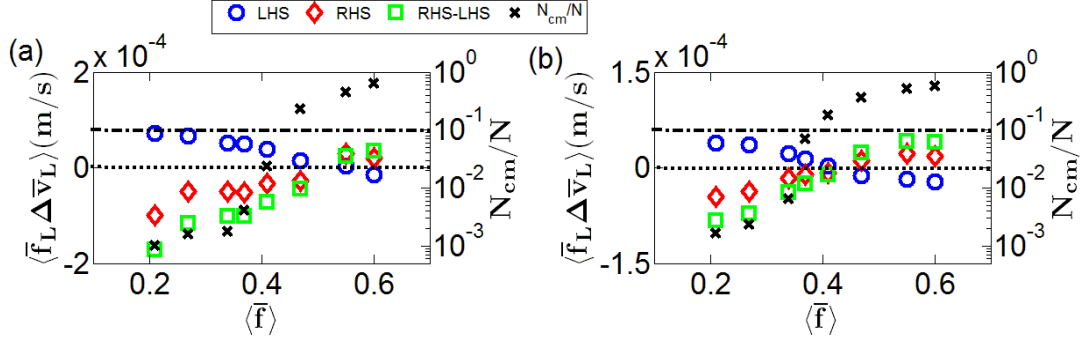 LHS RHS RHS-LHS N_cm/N
(a)
2 x 10^-4
0
-2
⟨f̅_L Δ v̅_L⟩(m/s)
0.2 0.4 0.6
⟨f̅⟩
10^0
10^-1
10^-2
10^-3
N_cm/N
(b)
1.5 x 10^-4
0
-1.5
⟨f̅_L Δ v̅_L⟩(m/s)
0.2 0.4 0.6
⟨f̅⟩
10^0
10^-1
10^-2
10^-3
N_cm/N